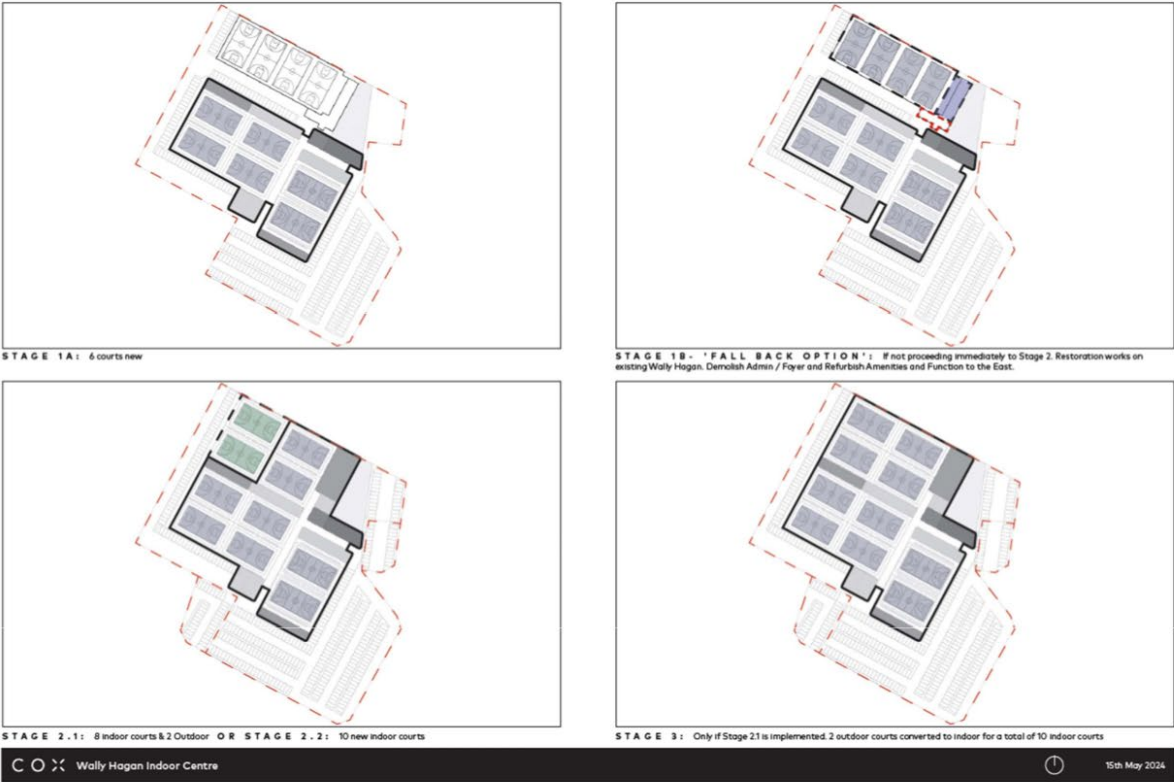 STAGE 1A: 6 courts new
STAGE 1B- 'FALL BACK OPTION': If not proceeding immediately to Stage 2. Restoration works on
existing Wally Hagan. Demolish Admin / Foyer and Refurbish Amenities and Function to the East.
STAGE 2.1: 8 indoor courts & 2 Outdoor OR STAGE 2.2: 10 new indoor courts
STAGE 3: Only if Stage 2.1 is implemented. 2 outdoor courts converted to indoor for a total of 10 indoor courts
COX Wally Hagan Indoor Centre
15th May 2024